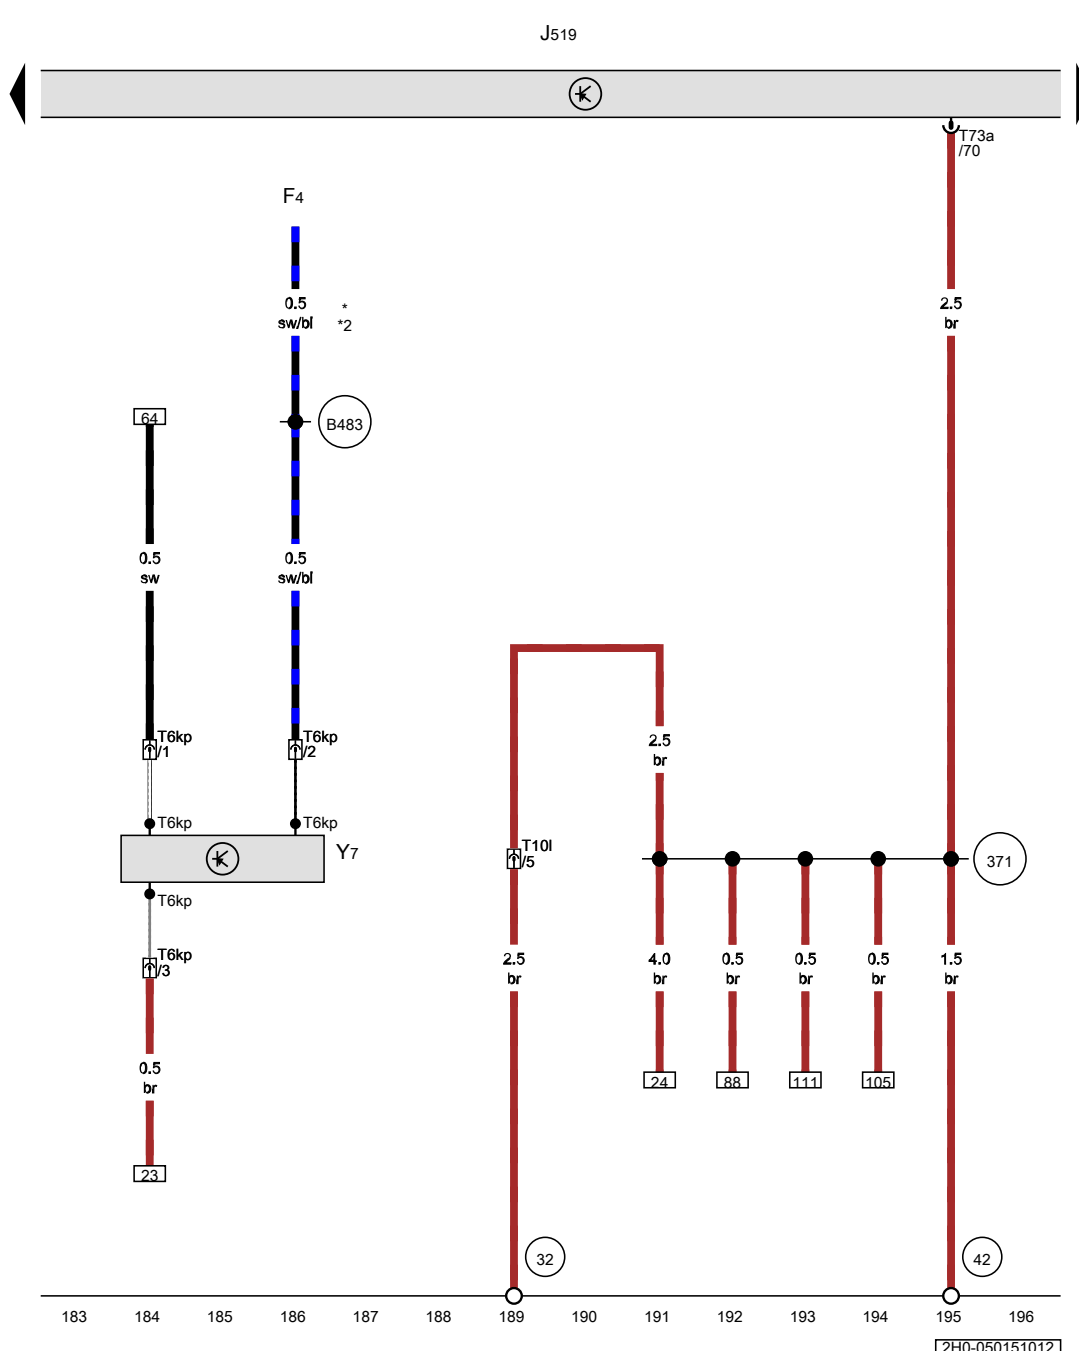 J519
T73a
/70
F4
0.5
sw/bl
*
*2
2.5
br
64
B483
0.5
sw
0.5
sw/bl
T6kp
/1
T6kp
/2
2.5
br
T6kp
T6kp
Y7
T10l
/5
371
T6kp
T6kp
/3
2.5
br
4.0
br
0.5
br
0.5
br
0.5
br
1.5
br
0.5
br
24
88
111
105
23
32
42
183 184 185 186 187 188 189 190 191 192 193 194 195 196
2H0-050151012